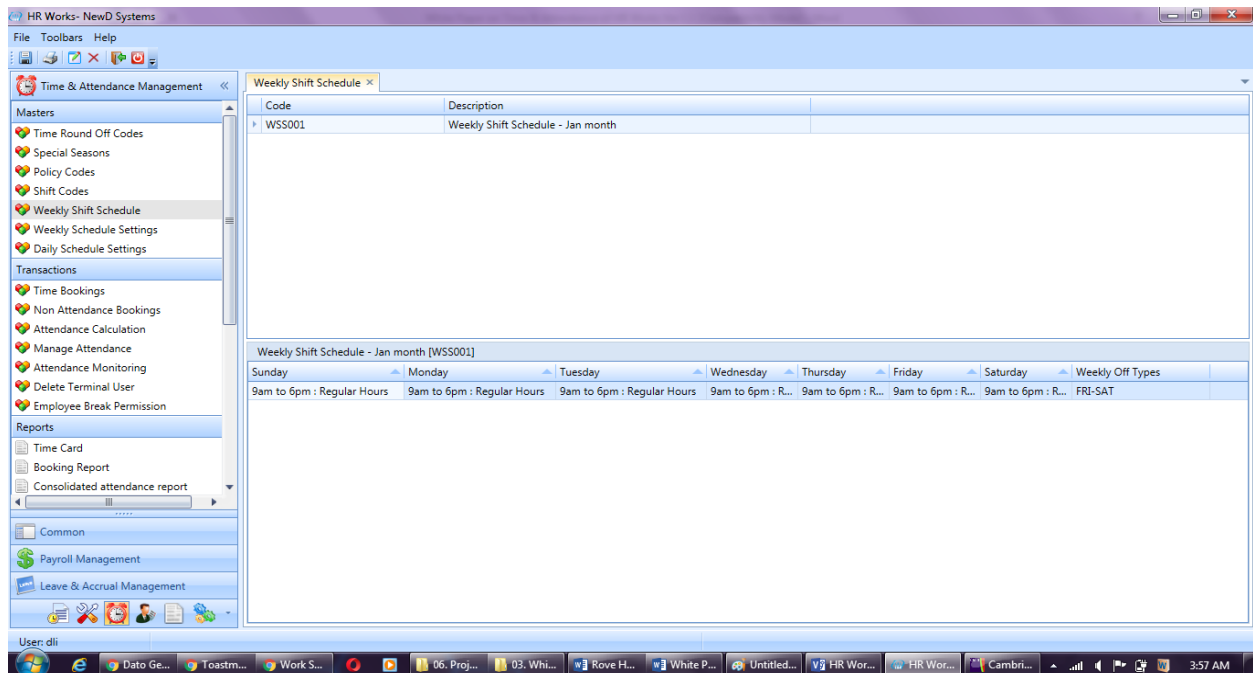 HR Works- NewD Systems
File Toolbars Help
Time & Attendance Management
Masters
Time Round Off Codes
Special Seasons
Policy Codes
Shift Codes
Weekly Shift Schedule
Weekly Schedule Settings
Daily Schedule Settings
Transactions
Time Bookings
Non Attendance Bookings
Attendance Calculation
Manage Attendance
Attendance Monitoring
Delete Terminal User
Employee Break Permission
Reports
Time Card
Booking Report
Consolidated attendance report
Common
Payroll Management
Leave & Accrual Management
Weekly Shift Schedule
Code Description
WSS001 Weekly Shift Schedule - Jan month
Weekly Shift Schedule - Jan month [WSS001]
Sunday Monday Tuesday Wednesday Thursday Friday Saturday Weekly Off Types
9am to 6pm : Regular Hours 9am to 6pm : Regular Hours 9am to 6pm : Regular Hours 9am to 6pm : R... 9am to 6pm : R... 9am to 6pm : R... 9am to 6pm : R... FRI-SAT
User: dli
Dato Ge... Toastm... Work S... 06. Proj... 03. Whi... Rove H... White P... Untitled... HR Wor... HR Wor... Cambri... 3:57 AM